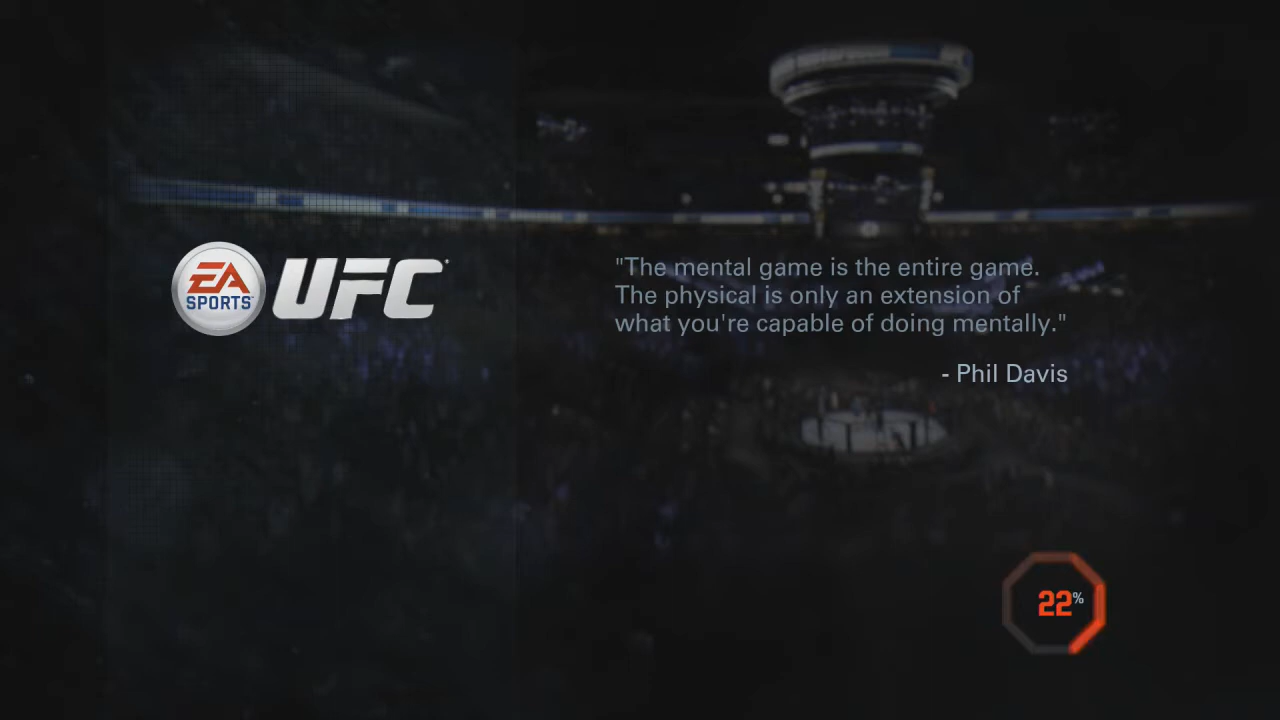 EA
SPORTS
UFC
"The mental game is the entire game.
The physical is only an extension of
what you're capable of doing mentally."
- Phil Davis
22%